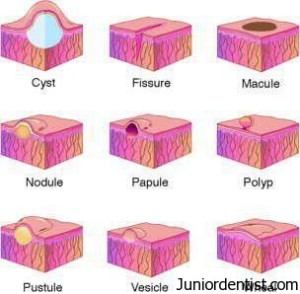 Cyst
Fissure
Macule
Nodule
Papule
Polyp
Pustule
Vesicle
Juniordentist.com